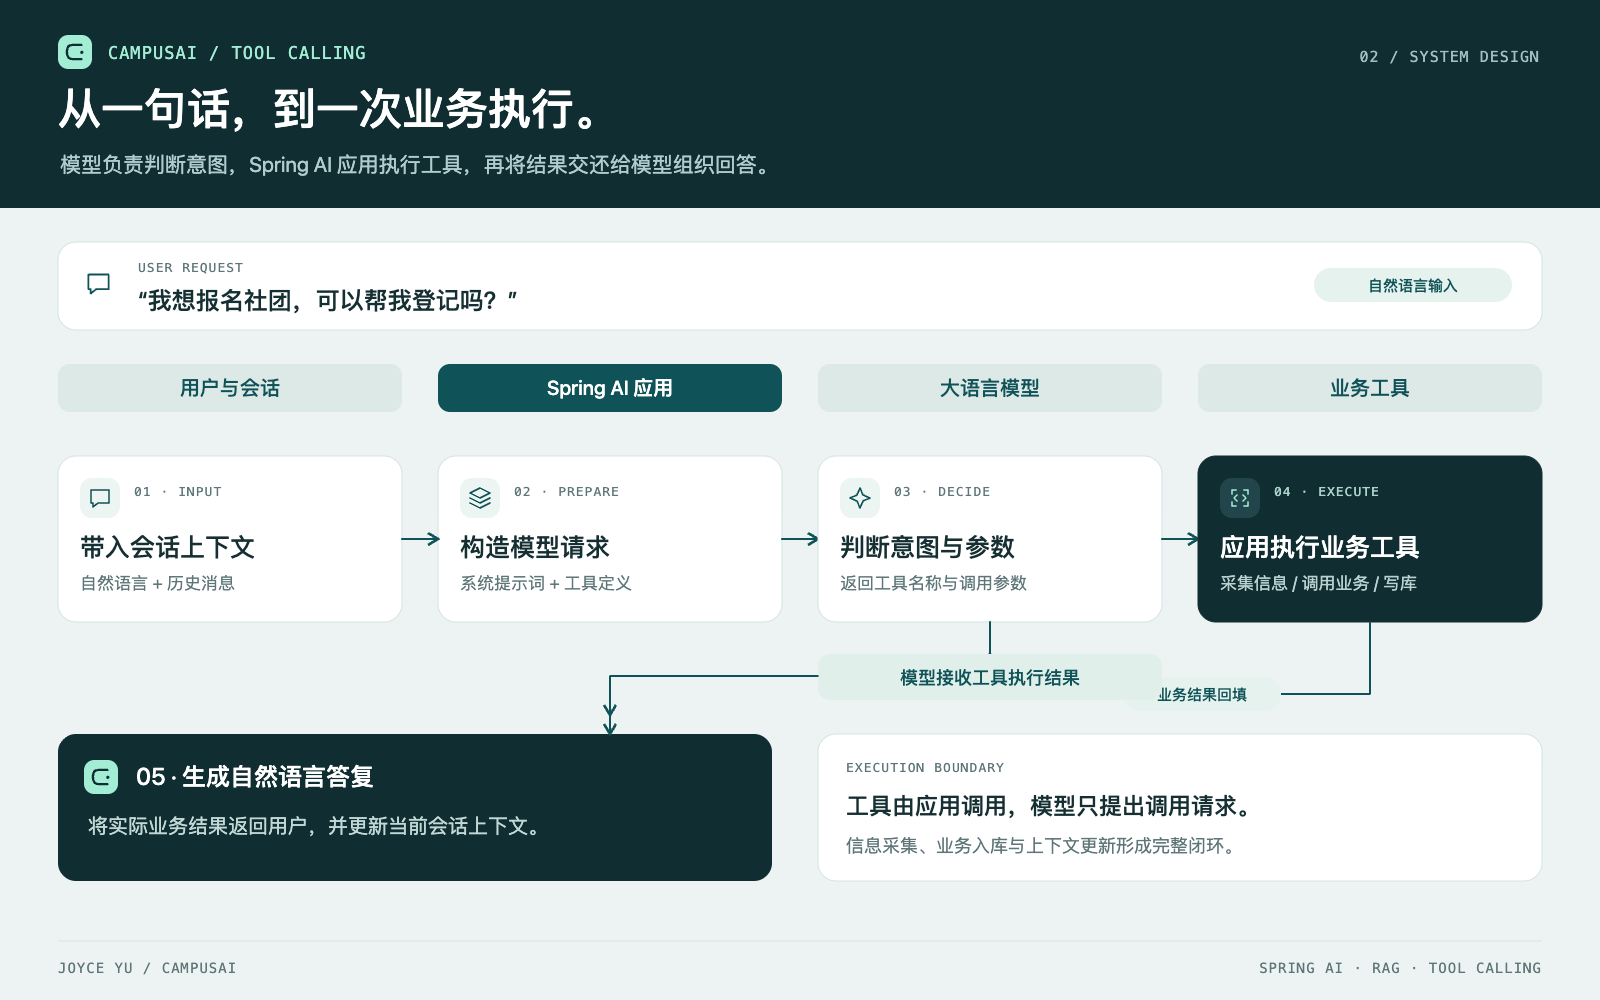 CAMPUSAI / TOOL CALLING
02 / SYSTEM DESIGN
从一句话，到一次业务执行。
模型负责判断意图，Spring AI 应用执行工具，再将结果交还给模型组织回答。
USER REQUEST
“我想报名社团，可以帮我登记吗？”
自然语言输入
用户与会话
Spring AI 应用
大语言模型
业务工具
01 · INPUT
带入会话上下文
自然语言 + 历史消息
02 · PREPARE
构造模型请求
系统提示词 + 工具定义
03 · DECIDE
判断意图与参数
返回工具名称与调用参数
04 · EXECUTE
应用执行业务工具
采集信息 / 调用业务 / 写库
模型接收工具执行结果
业务结果回填
05 · 生成自然语言答复
将实际业务结果返回用户，并更新当前会话上下文。
EXECUTION BOUNDARY
工具由应用调用，模型只提出调用请求。
信息采集、业务入库与上下文更新形成完整闭环。
JOYCE YU / CAMPUSAI
SPRING AI · RAG · TOOL CALLING